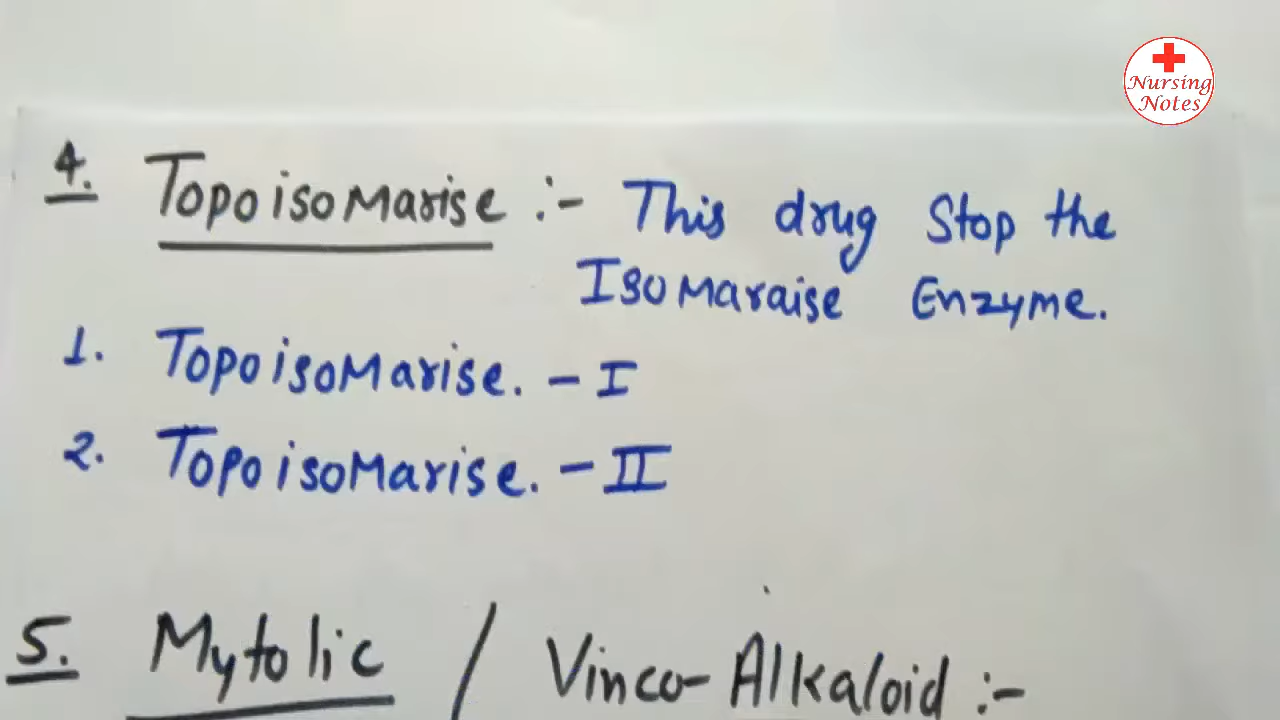 Nursing
Notes
4. TopoisoMarise :- This drug Stop the
IsoMaraise Enzyme.
1. TopoisoMarise. - I
2. TopoisoMarise. - II
5. Mytolic / Vinco-Alkaloid :-